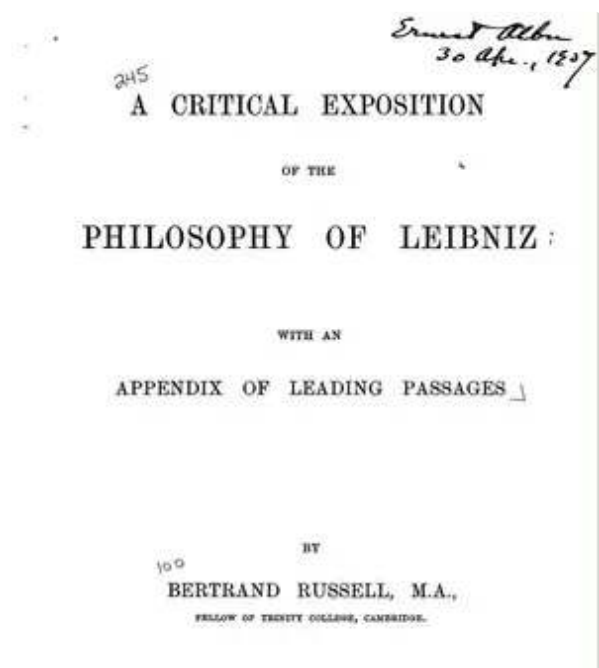 Ernest Albee
30 Apr., 1927
245
A CRITICAL EXPOSITION
OF THE
PHILOSOPHY OF LEIBNIZ
WITH AN
APPENDIX OF LEADING PASSAGES
BY
100
BERTRAND RUSSELL, M.A.,
FELLOW OF TRINITY COLLEGE, CAMBRIDGE.